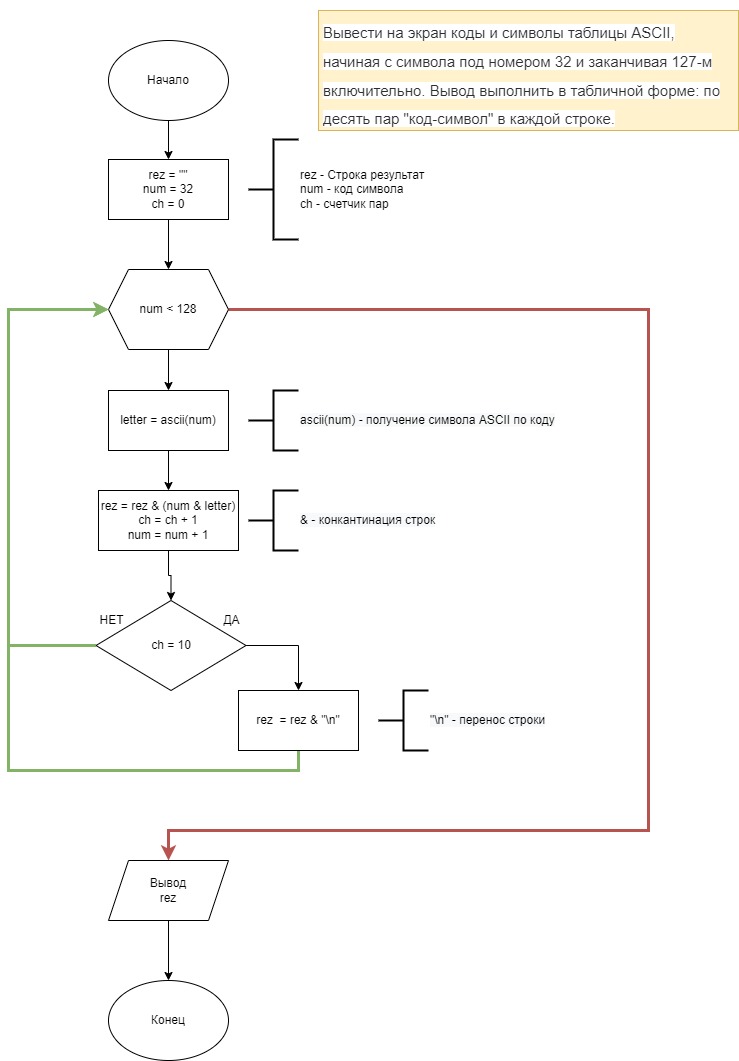 Вывести на экран коды и символы таблицы ASCII,
начиная с символа под номером 32 и заканчивая 127-м
включительно. Вывод выполнить в табличной форме: по
десять пар "код-символ" в каждой строке.
Начало
rez = ""
num = 32
ch = 0
rez - Строка результат
num - код символа
ch - счетчик пар
num < 128
letter = ascii(num)
ascii(num) - получение символа ASCII по коду
rez = rez & (num & letter)
ch = ch + 1
num = num + 1
& - конкантинация строк
НЕТ
ДА
ch = 10
rez = rez & "\n"
"\n" - перенос строки
Вывод
rez
Конец